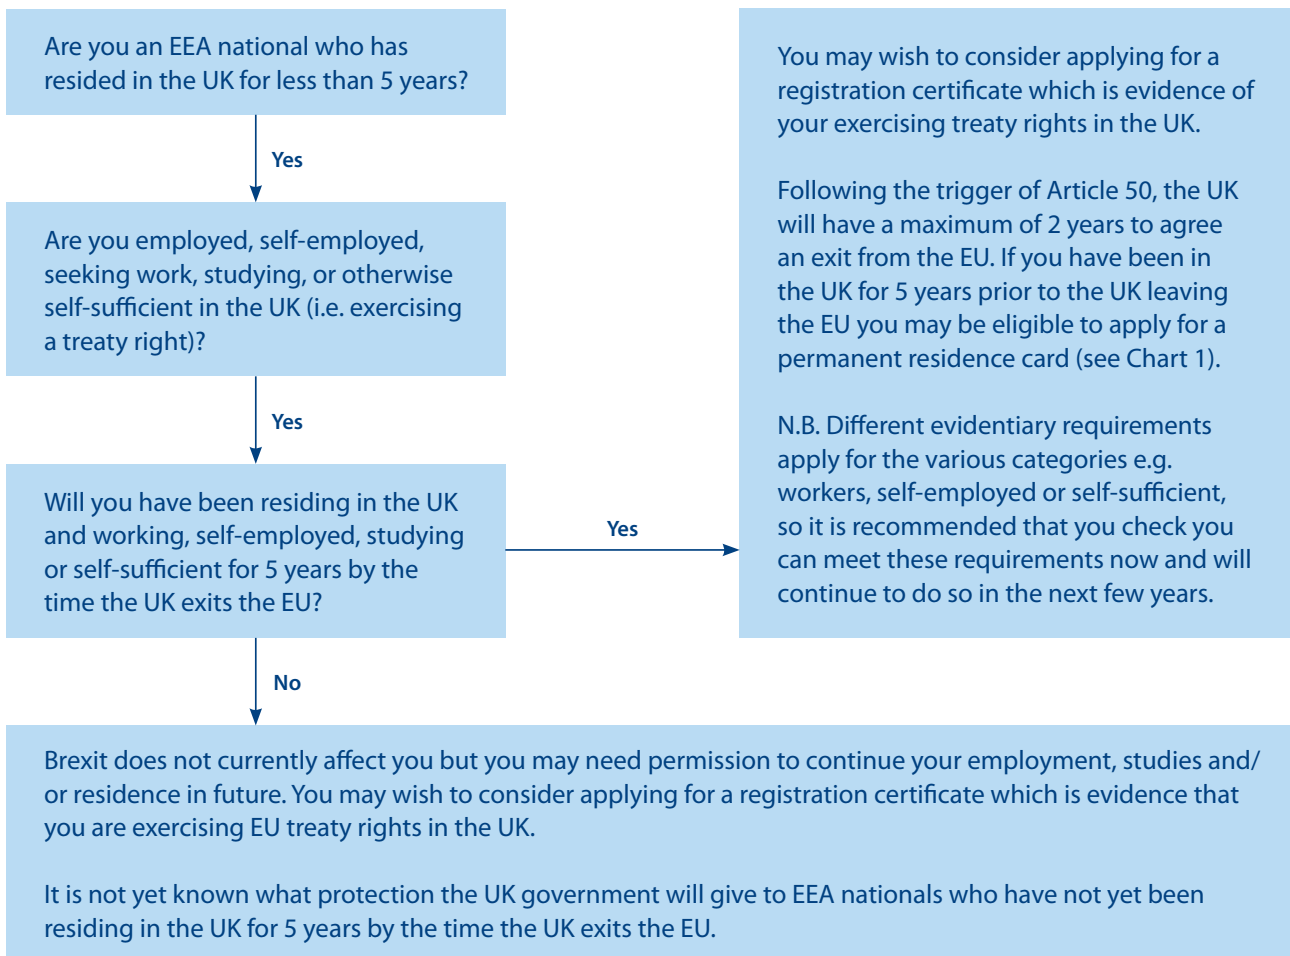 Are you an EEA national who has
resided in the UK for less than 5 years?
Yes
Are you employed, self-employed,
seeking work, studying, or otherwise
self-sufficient in the UK (i.e. exercising
a treaty right)?
Yes
Will you have been residing in the UK
and working, self-employed, studying
or self-sufficient for 5 years by the
time the UK exits the EU?
Yes
You may wish to consider applying for a
registration certificate which is evidence of
your exercising treaty rights in the UK.
Following the trigger of Article 50, the UK
will have a maximum of 2 years to agree
an exit from the EU. If you have been in
the UK for 5 years prior to the UK leaving
the EU you may be eligible to apply for a
permanent residence card (see Chart 1).
N.B. Different evidentiary requirements
apply for the various categories e.g.
workers, self-employed or self-sufficient,
so it is recommended that you check you
can meet these requirements now and will
continue to do so in the next few years.
No
Brexit does not currently affect you but you may need permission to continue your employment, studies and/
or residence in future. You may wish to consider applying for a registration certificate which is evidence that
you are exercising EU treaty rights in the UK.
It is not yet known what protection the UK government will give to EEA nationals who have not yet been
residing in the UK for 5 years by the time the UK exits the EU.